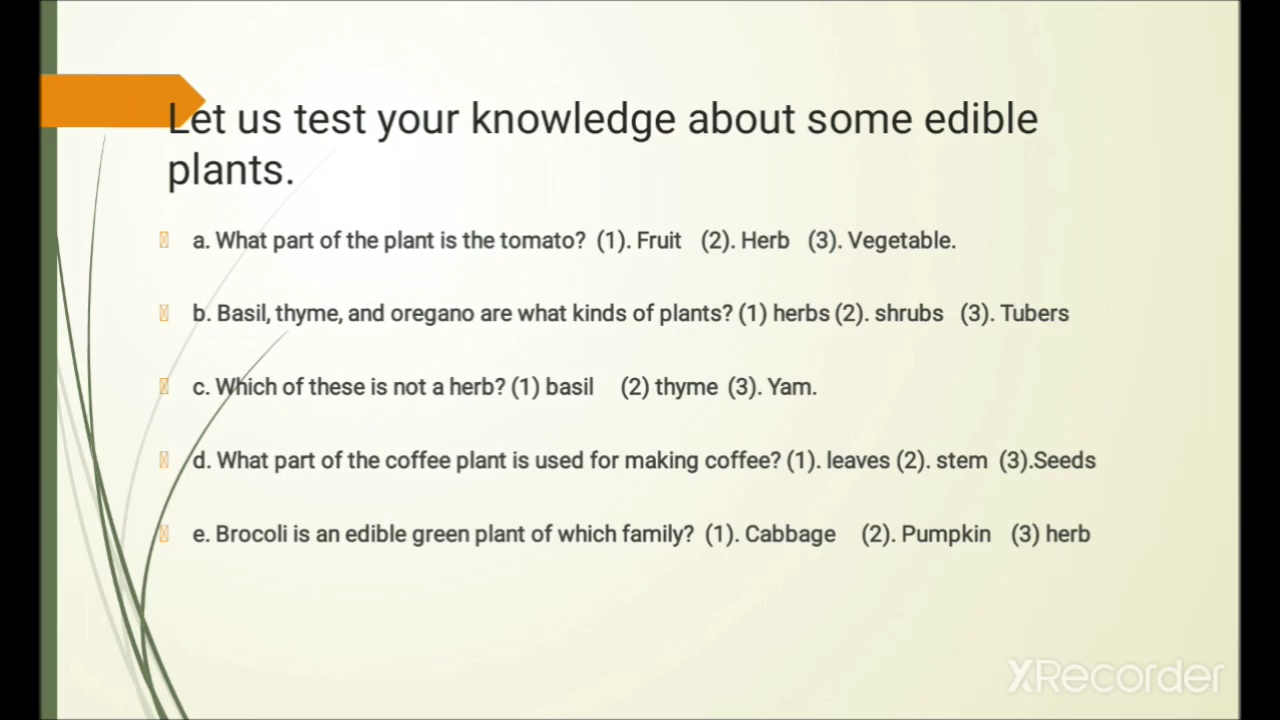 Let us test your knowledge about some edible
plants.
a. What part of the plant is the tomato? (1). Fruit (2). Herb (3). Vegetable.
b. Basil, thyme, and oregano are what kinds of plants? (1) herbs (2). shrubs (3). Tubers
c. Which of these is not a herb? (1) basil (2) thyme (3). Yam.
d. What part of the coffee plant is used for making coffee? (1). leaves (2). stem (3).Seeds
e. Brocoli is an edible green plant of which family? (1). Cabbage (2). Pumpkin (3) herb
XRecorder